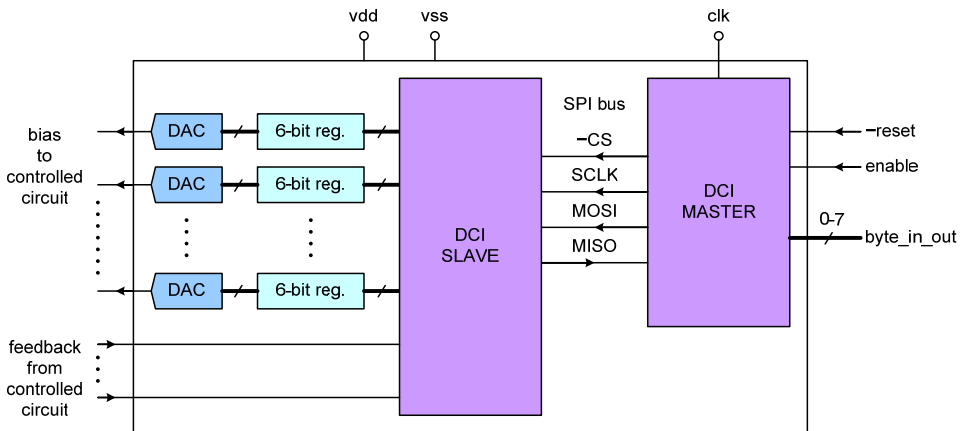 vdd
vss
clk
bias
to
controlled
circuit
DAC
6-bit reg.
DAC
6-bit reg.
DAC
6-bit reg.
feedback
from
controlled
circuit
DCI
SLAVE
SPI bus
−CS
SCLK
MOSI
MISO
DCI
MASTER
−reset
enable
0-7
byte_in_out